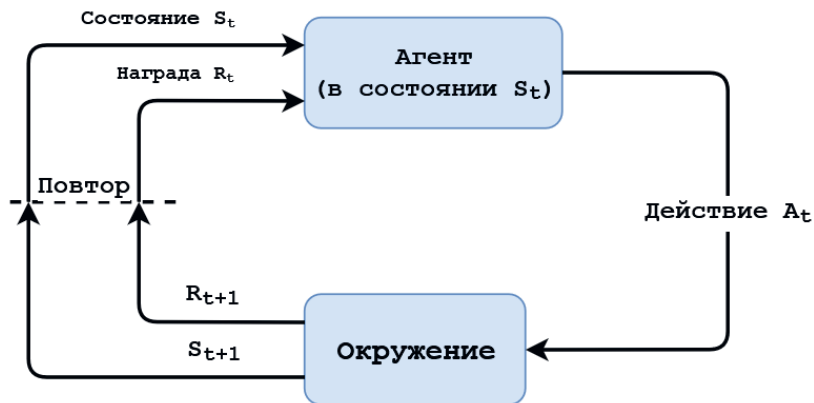 Состояние Sₜ
Награда Rₜ
Агент
(в состоянии Sₜ)
Повтор
Действие Aₜ
Rₜ₊₁
Sₜ₊₁
Окружение